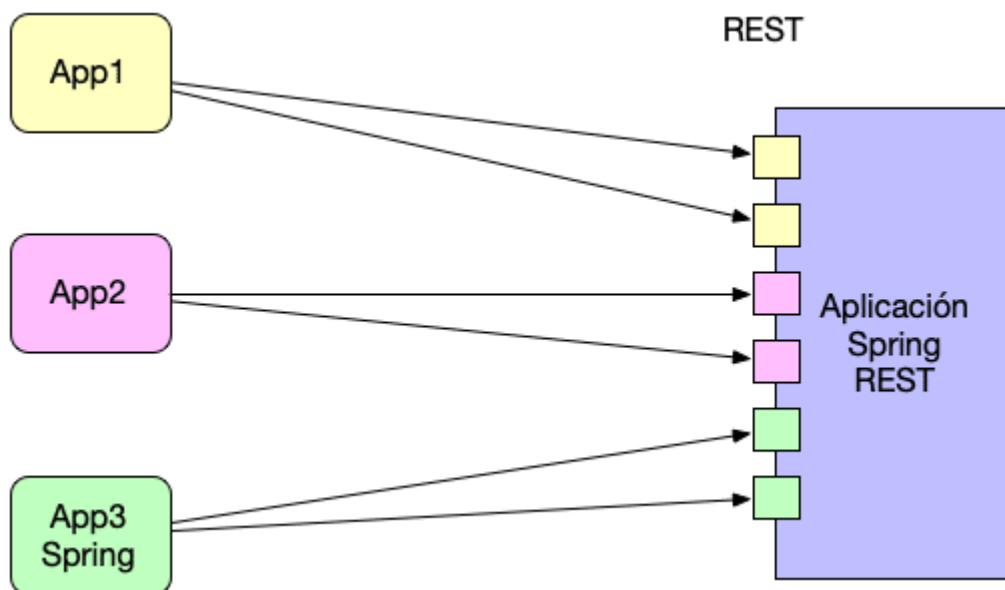 REST
App1
App2
Aplicación
Spring
REST
App3
Spring